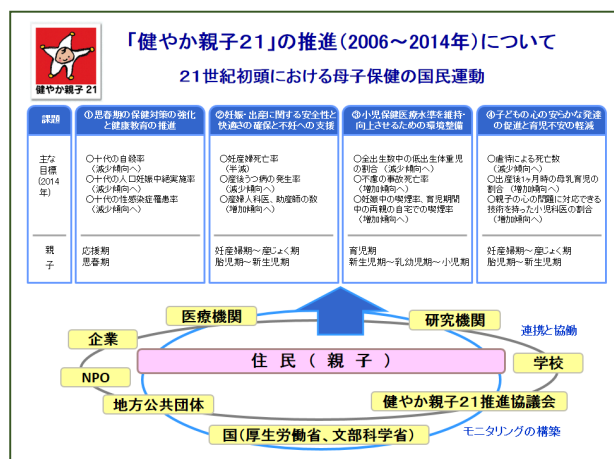 「健やか親子２１」の推進（2006～2014年）について
２１世紀初頭における母子保健の国民運動
健やか親子 21
課題
①思春期の保健対策の強化
と健康教育の推進
②妊娠・出産に関する安全性と
快適さの確保と不妊への支援
③小児保健医療水準を維持・
向上させるための環境整備
④子どもの心の安らかな発達
の促進と育児不安の軽減
主な
目標
(2014
年)
○十代の自殺率
（減少傾向へ）
○十代の人口妊娠中絶実施率
（減少傾向へ）
○十代の性感染症罹患率
（減少傾向へ）
○妊産婦死亡率
（半減）
○産後うつ病の発生率
（減少傾向へ）
○産婦人科医、助産師の数
（増加傾向へ）
○全出生数中の低出生体重児
の割合（減少傾向へ）
○不慮の事故死亡率
（増加傾向へ）
○妊娠中の喫煙率、育児期間中
の両親の自宅での喫煙率
（増加傾向へ）
○虐待による死亡数
（減少傾向へ）
○出産後1ヶ月時の母乳育児の
割合（増加傾向へ）
○親子の心の問題に対応できる
技術を持った小児科医の割合
（増加傾向へ）
親
子
応援期
思春期
妊産婦期～産じょく期
胎児期～新生児期
育児期
新生児期～乳幼児期～小児期
妊産婦期～産じょく期
胎児期～新生児期
医療機関
研究機関
連携と協働
企業
住民（親子）
学校
NPO
地方公共団体
健やか親子２１推進協議会
国（厚生労働省、文部科学省）
モニタリングの構築